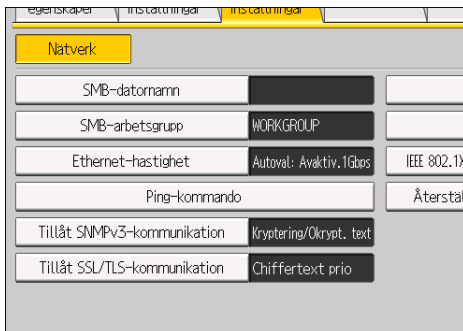 egenskaper inställningar inställningar
Nätverk
SMB-datornamn
SMB-arbetsgrupp WORKGROUP
Ethernet-hastighet Autoval: Avaktiv.1Gbps IEEE 802.1X
Ping-kommando Återstäl
Tillåt SNMPv3-kommunikation Kryptering/Okrypt. text
Tillåt SSL/TLS-kommunikation Chiffertext prio